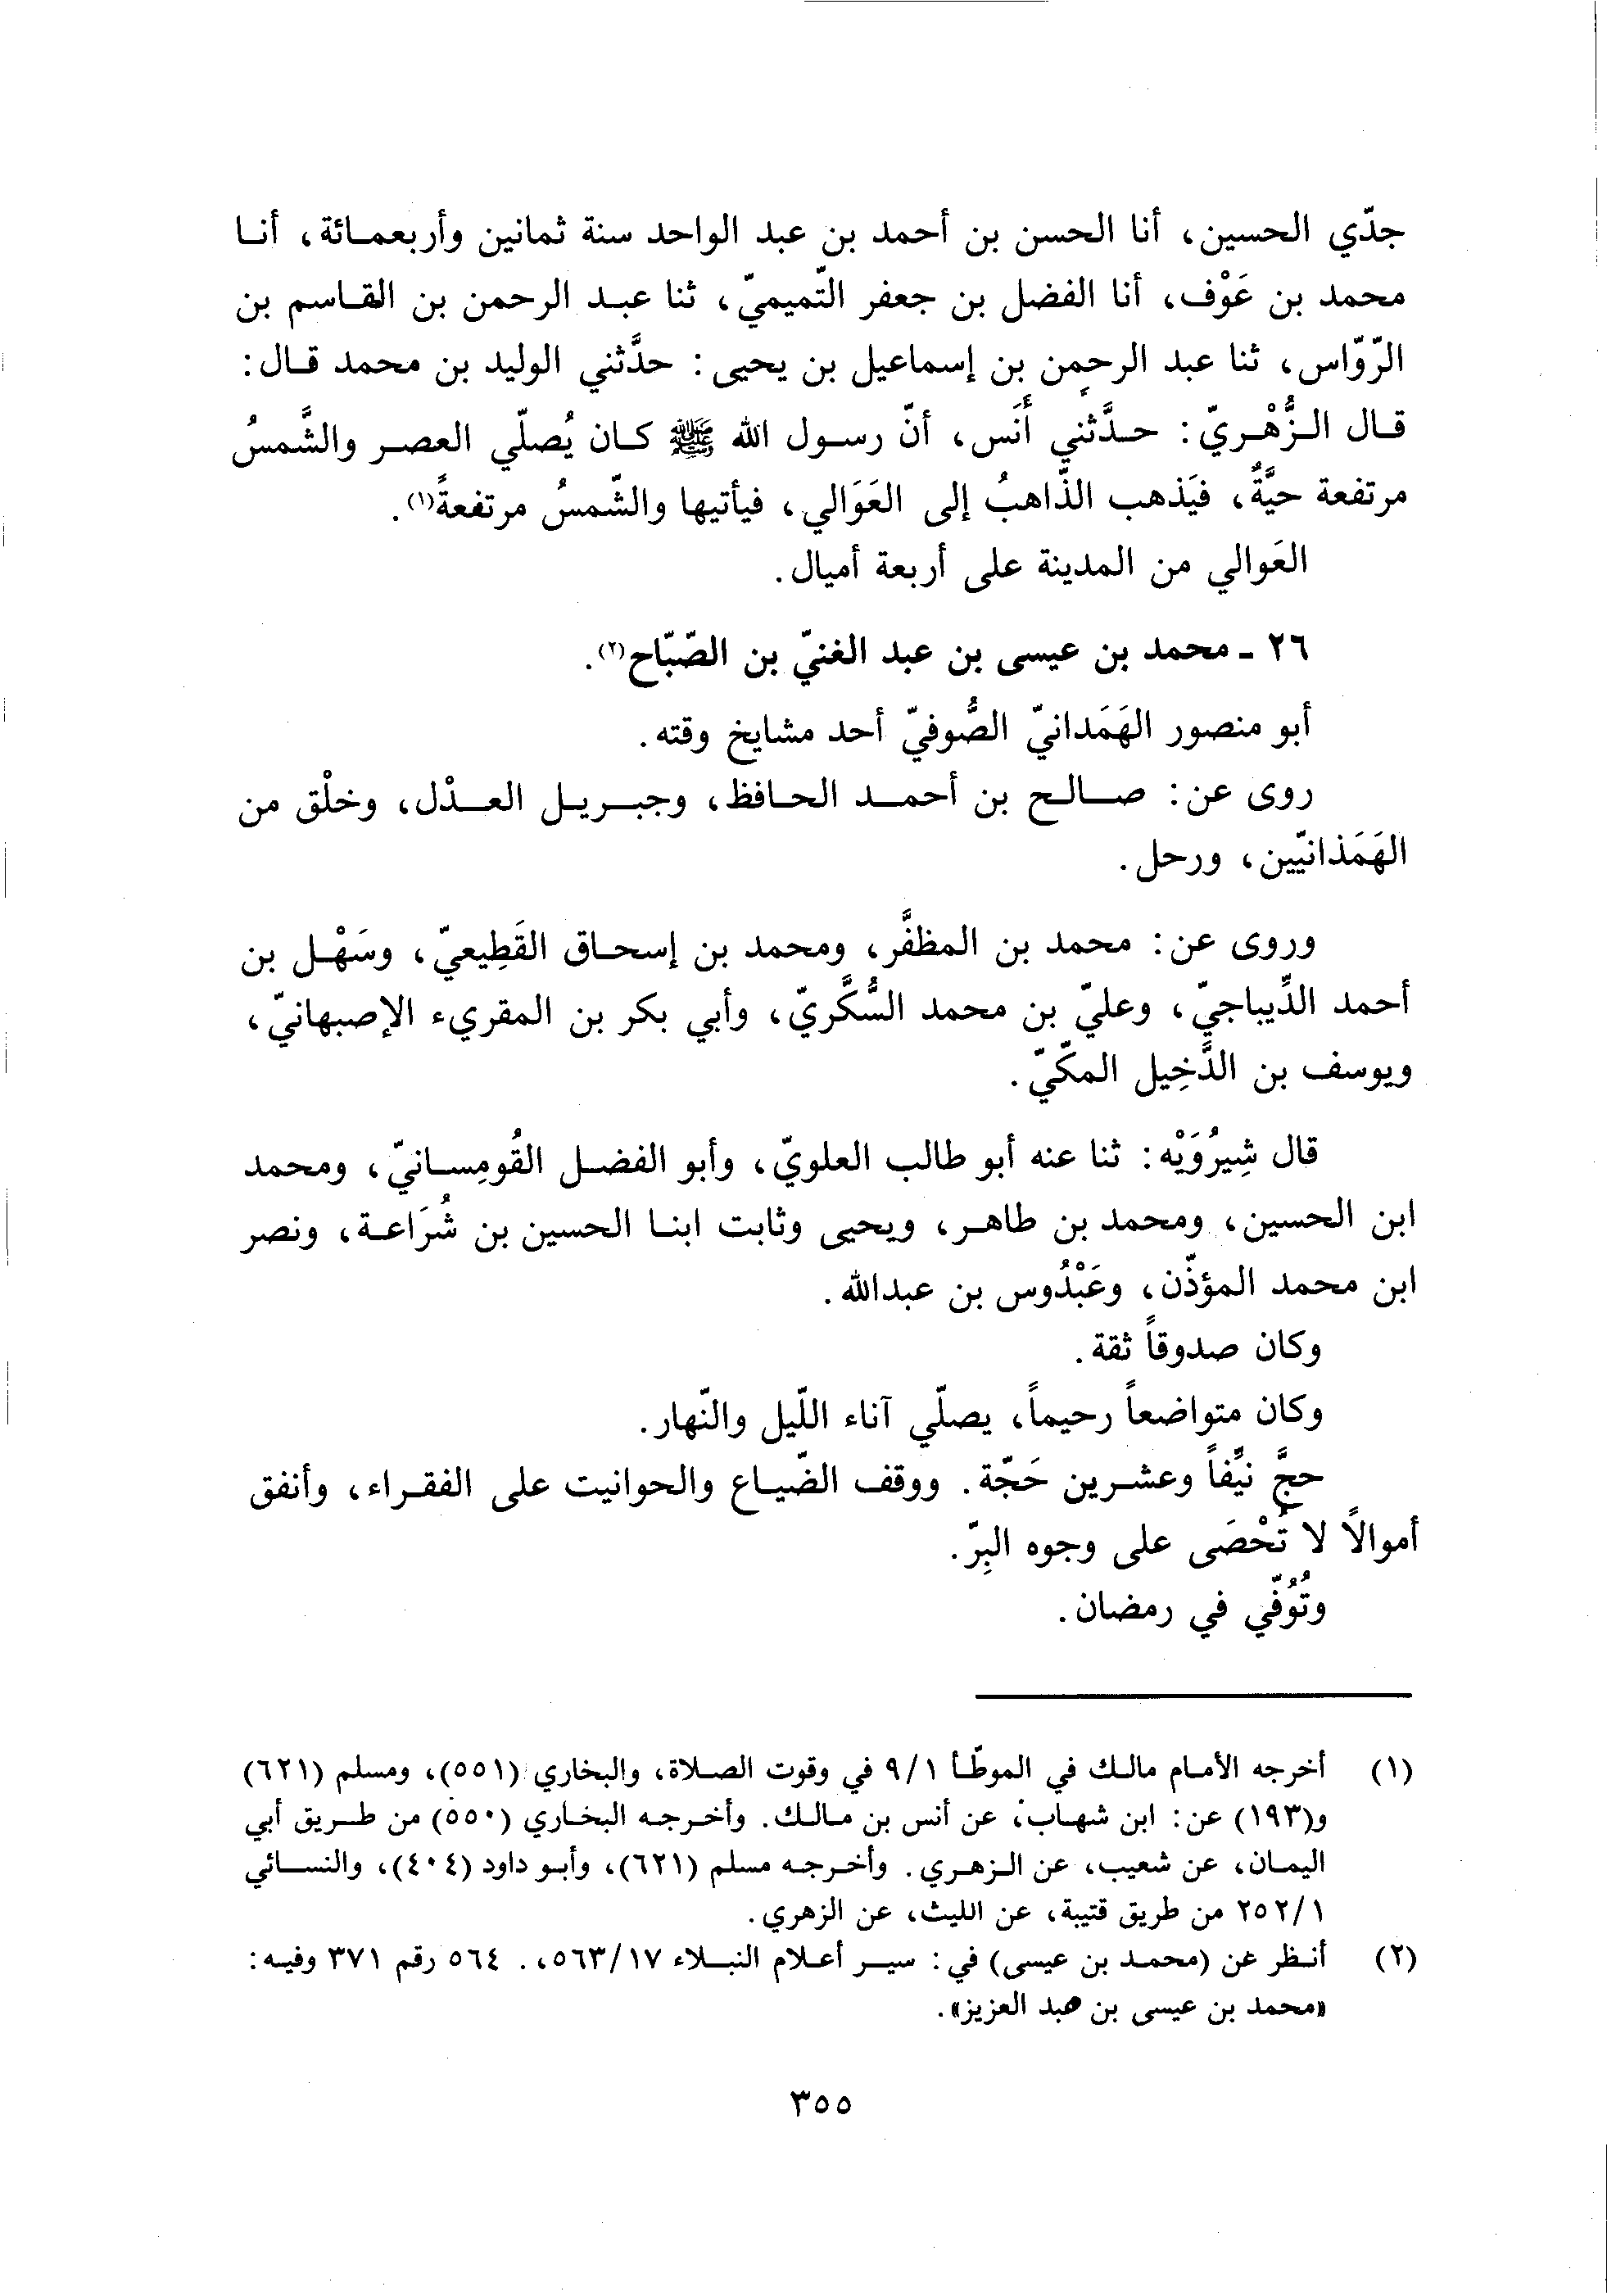 جدّي الحسين، أنا الحسن بن أحمد بن عبد الواحد سنة ثمانين وأربعمائة، أنا
محمد بن عَوْف، أنا الفضل بن جعفر التّميميّ، ثنا عبد الرحمن بن القاسم بن
الرّوّاس، ثنا عبد الرحمن بن إسماعيل بن يحيى: حدَّثني الوليد بن محمد قال:
قال الزُّهْريّ: حدَّثني أَنَس، أنّ رسول الله ﷺ كان يُصلّي العصر والشَّمسُ
مرتفعة حيَّةٌ، فيَذهب الذّاهبُ إلى العَوَالي، فيأتيها والشّمسُ مرتفعةً(١).
العَوالي من المدينة على أربعة أميال.
٢٦ - محمد بن عيسى بن عبد الغنيّ بن الصّبّاح(٢).
أبو منصور الهَمَدانيّ الصُّوفيّ أحد مشايخ وقته.
روى عن: صالح بن أحمد الحافظ، وجبريل العدْل، وخلْق من
الهَمَذانيّين، ورحل.
وروى عن: محمد بن المظفَّر، ومحمد بن إسحاق القَطِيعيّ، وسَهْل بن
أحمد الدِّيباجيّ، وعليّ بن محمد السُّكَّريّ، وأبي بكر بن المقريء الإصبهانيّ،
ويوسف بن الدَّخِيل المكّيّ.
قال شِيرُوَيْه: ثنا عنه أبو طالب العلويّ، وأبو الفضل القُومِسانيّ، ومحمد
ابن الحسين، ومحمد بن طاهر، ويحيى وثابت ابنا الحسين بن شُرَاعة، ونصر
ابن محمد المؤذّن، وعَبْدُوس بن عبدالله.
وكان صدوقاً ثقة.
وكان متواضعاً رحيماً، يصلّي آناء اللّيل والنّهار.
حجَّ نيِّفاً وعشرين حَجّة. ووقف الضّياع والحوانيت على الفقراء، وأنفق
أموالًا لا تُحْصَى على وجوه البِرّ.
وتُوُفّي في رمضان.
(١) أخرجه الأمام مالك في الموطّأ ٩/١ في وقوت الصلاة، والبخاري (٥٥١)، ومسلم (٦٢١)
و(١٩٣) عن: ابن شهاب، عن أنس بن مالك. وأخرجه البخاري (٥٥٠) من طريق أبي
اليمان، عن شعيب، عن الزهري. وأخرجه مسلم (٦٢١)، وأبو داود (٤٠٤)، والنسائي
٢٥٢/١ من طريق قتيبة، عن الليث، عن الزهري.
(٢) أنظر عن (محمد بن عيسى) في: سير أعلام النبلاء ٥٦٣/١٧،. ٥٦٤ رقم ٣٧١ وفيه:
«محمد بن عيسى بن عبد العزيز».
٣٥٥